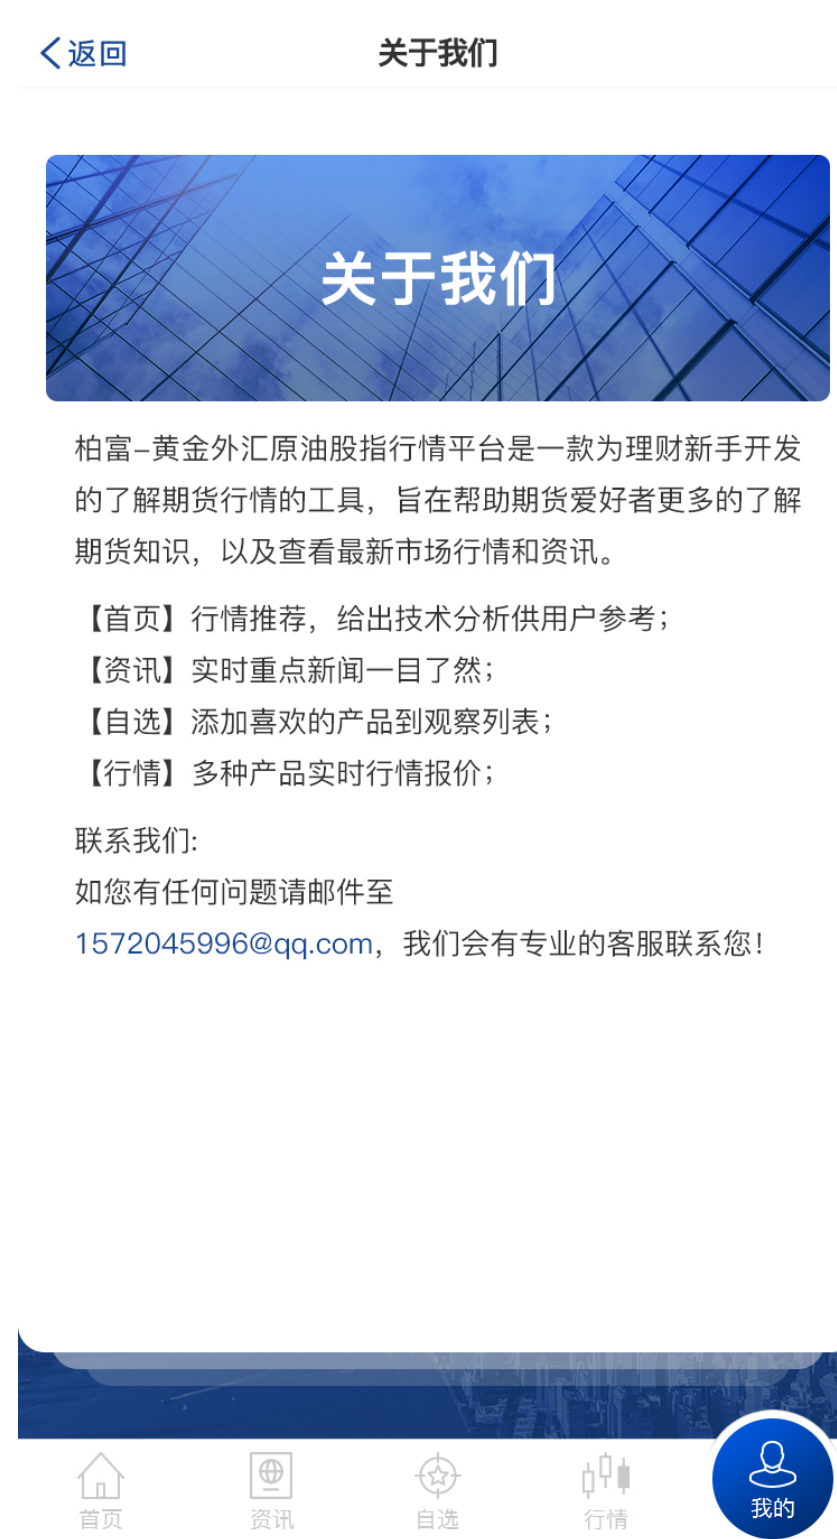 返回
关于我们
关于我们
柏富–黄金外汇原油股指行情平台是一款为理财新手开发
的了解期货行情的工具，旨在帮助期货爱好者更多的了解
期货知识，以及查看最新市场行情和资讯。
【首页】行情推荐，给出技术分析供用户参考；
【资讯】实时重点新闻一目了然；
【自选】添加喜欢的产品到观察列表；
【行情】多种产品实时行情报价；
联系我们:
如您有任何问题请邮件至
1572045996@qq.com，我们会有专业的客服联系您！
首页
资讯
自选
行情
我的